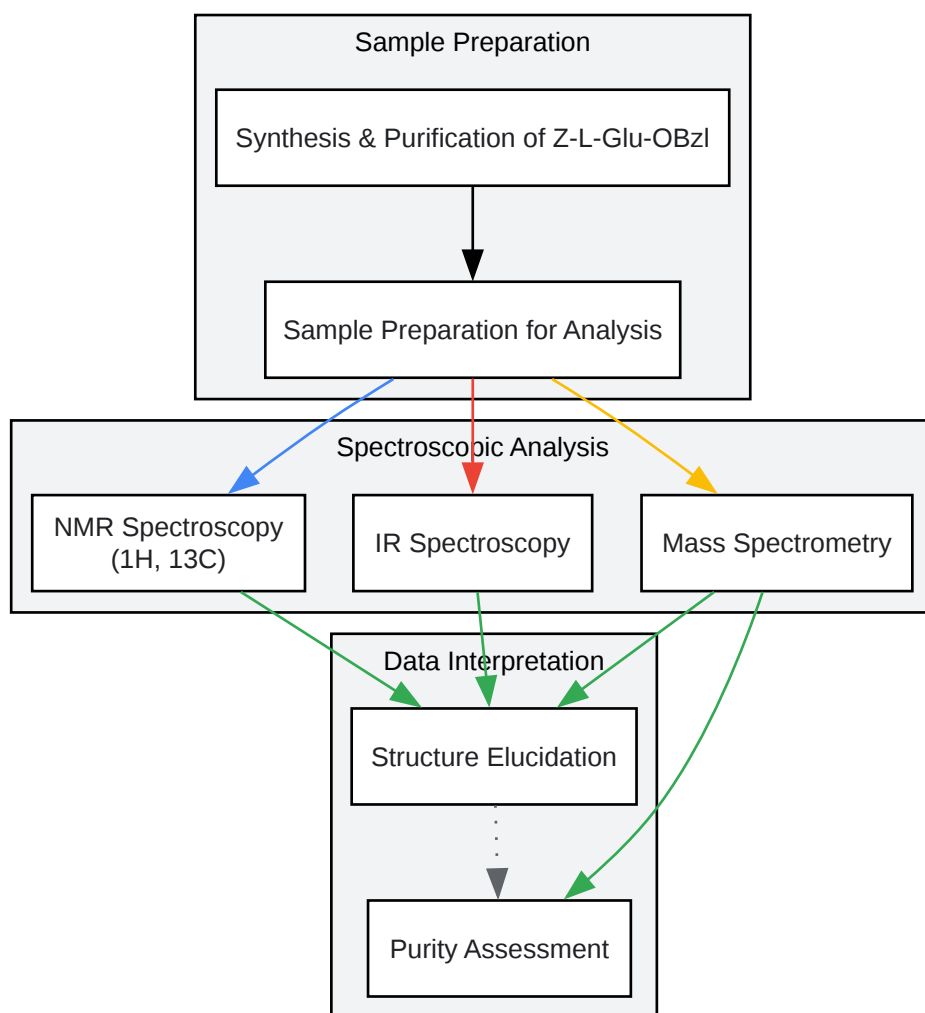 Sample Preparation
Synthesis & Purification of Z-L-Glu-OBzl
Sample Preparation for Analysis
Spectroscopic Analysis
NMR Spectroscopy
(1H, 13C)
IR Spectroscopy
Mass Spectrometry
Data Interpretation
Structure Elucidation
Purity Assessment